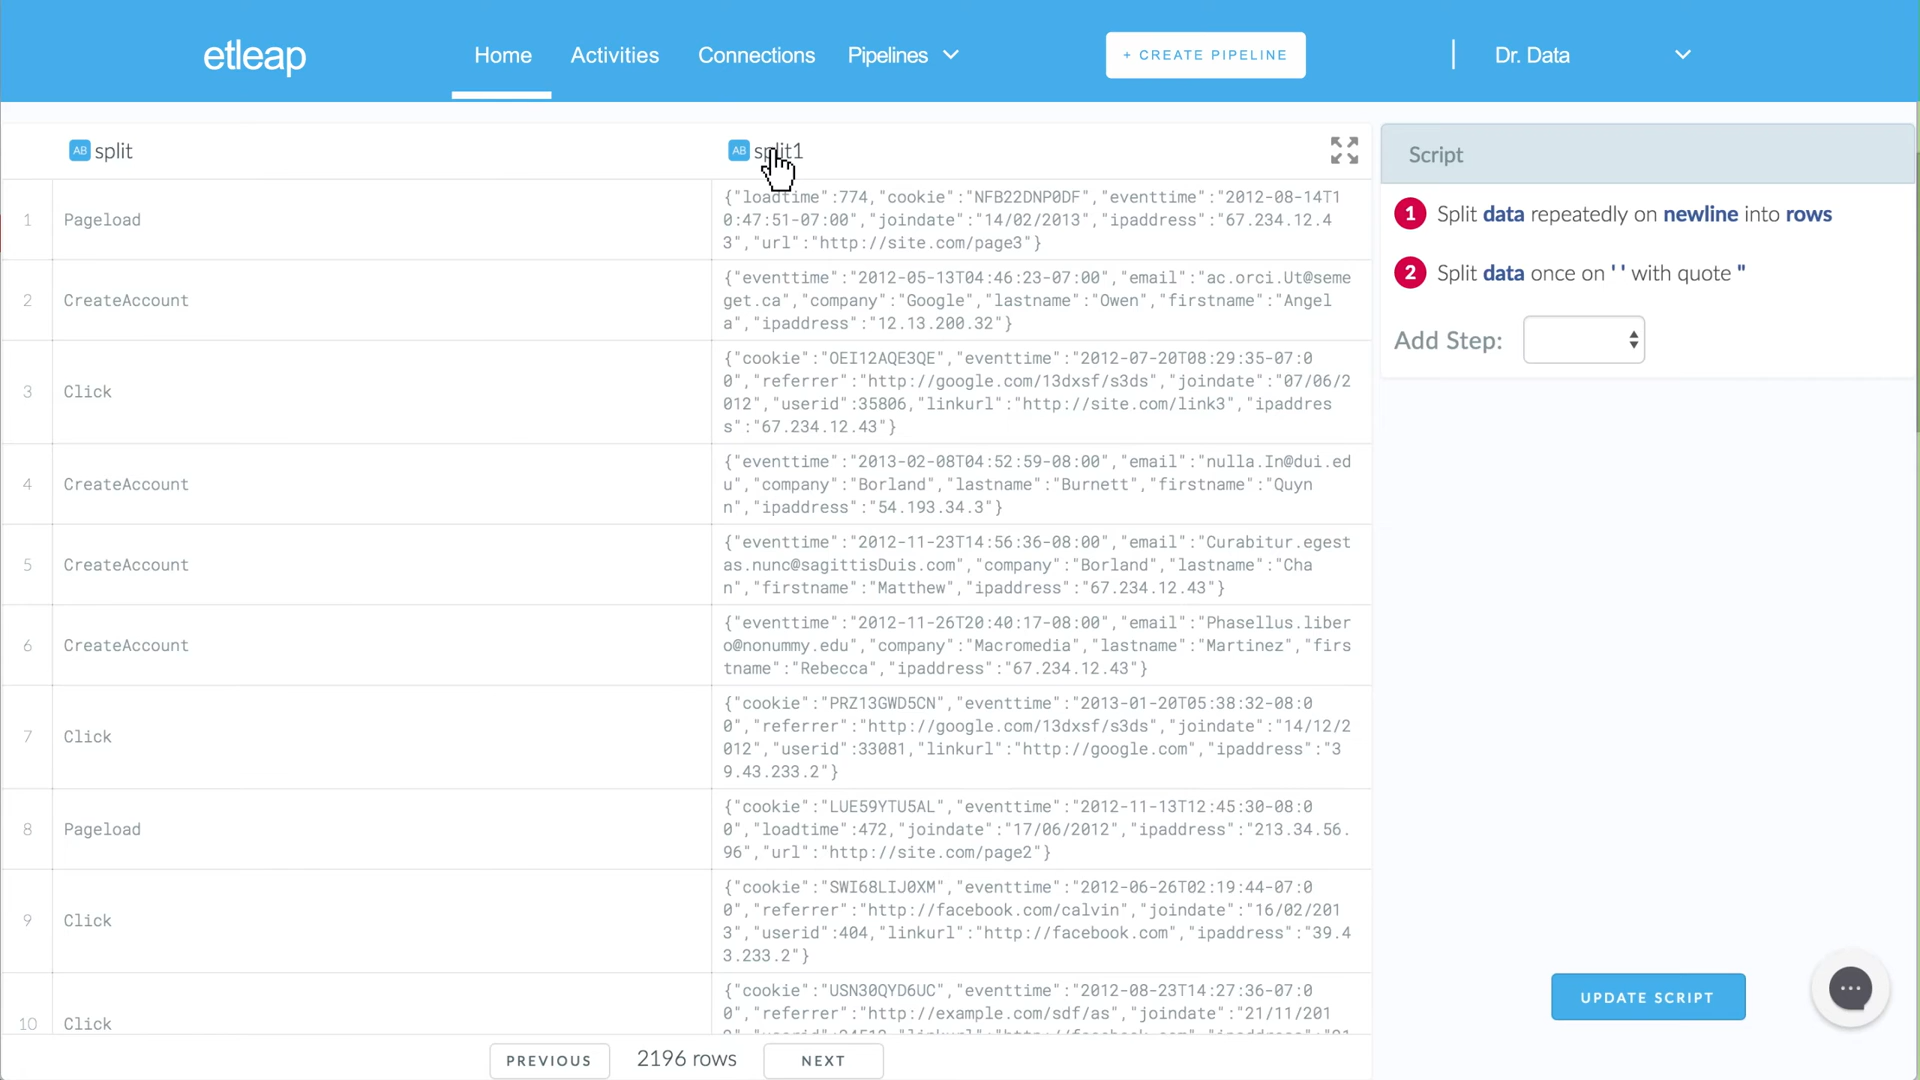 etleap
Home
Activities
Connections
Pipelines
+ CREATE PIPELINE
Dr. Data
AB split
AB split1
1
Pageload
{"loadtime":774,"cookie":"NFB22DNP0DF","eventtime":"2012-08-14T1
0:47:51-07:00","joindate":"14/02/2013","ipaddress":"67.234.12.4
3","url":"http://site.com/page3"}
2
CreateAccount
{"eventtime":"2012-05-13T04:46:23-07:00","email":"ac.orci.Ut@seme
get.ca","company":"Google","lastname":"Owen","firstname":"Angel
a","ipaddress":"12.13.200.32"}
3
Click
{"cookie":"OEI12AQE3QE","eventtime":"2012-07-20T08:29:35-07:0
0","referrer":"http://google.com/13dxsf/s3ds","joindate":"07/06/2
012","userid":35806,"linkurl":"http://site.com/link3","ipaddres
s":"67.234.12.43"}
4
CreateAccount
{"eventtime":"2013-02-08T04:52:59-08:00","email":"nulla.In@dui.ed
u","company":"Borland","lastname":"Burnett","firstname":"Quyn
n","ipaddress":"54.193.34.3"}
5
CreateAccount
{"eventtime":"2012-11-23T14:56:36-08:00","email":"Curabitur.egest
as.nunc@sagittisDuis.com","company":"Borland","lastname":"Cha
n","firstname":"Matthew","ipaddress":"67.234.12.43"}
6
CreateAccount
{"eventtime":"2012-11-26T20:40:17-08:00","email":"Phasellus.liber
o@nonummy.edu","company":"Macromedia","lastname":"Martinez","firs
tname":"Rebecca","ipaddress":"67.234.12.43"}
7
Click
{"cookie":"PRZ13GWD5CN","eventtime":"2013-01-20T05:38:32-08:0
0","referrer":"http://google.com/13dxsf/s3ds","joindate":"14/12/2
012","userid":33081,"linkurl":"http://google.com","ipaddress":"3
9.43.233.2"}
8
Pageload
{"cookie":"LUE59YTU5AL","eventtime":"2012-11-13T12:45:30-08:0
0","loadtime":472,"joindate":"17/06/2012","ipaddress":"213.34.56.
96","url":"http://site.com/page2"}
9
Click
{"cookie":"SWI68LIJ0XM","eventtime":"2012-06-26T02:19:44-07:0
0","referrer":"http://facebook.com/calvin","joindate":"16/02/201
3","userid":404,"linkurl":"http://facebook.com","ipaddress":"39.4
3.233.2"}
10
Click
{"cookie":"USN30QYD6UC","eventtime":"2012-08-23T14:27:36-07:0
0","referrer":"http://example.com/sdf/as","joindate":"21/11/201
PREVIOUS
2196 rows
NEXT
Script
1 Split data repeatedly on newline into rows
2 Split data once on ' ' with quote "
Add Step:
UPDATE SCRIPT